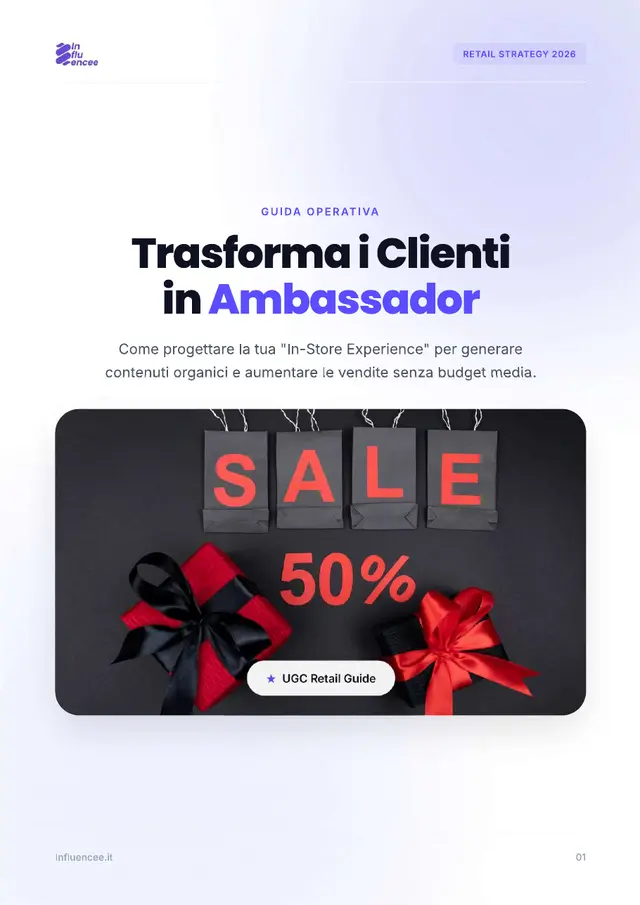 In
flu
encee
RETAIL STRATEGY 2026
GUIDA OPERATIVA
Trasforma i Clienti
in Ambassador
Come progettare la tua "In-Store Experience" per generare
contenuti organici e aumentare le vendite senza budget media.
SALE
50%
★ UGC Retail Guide
Influencee.it
01